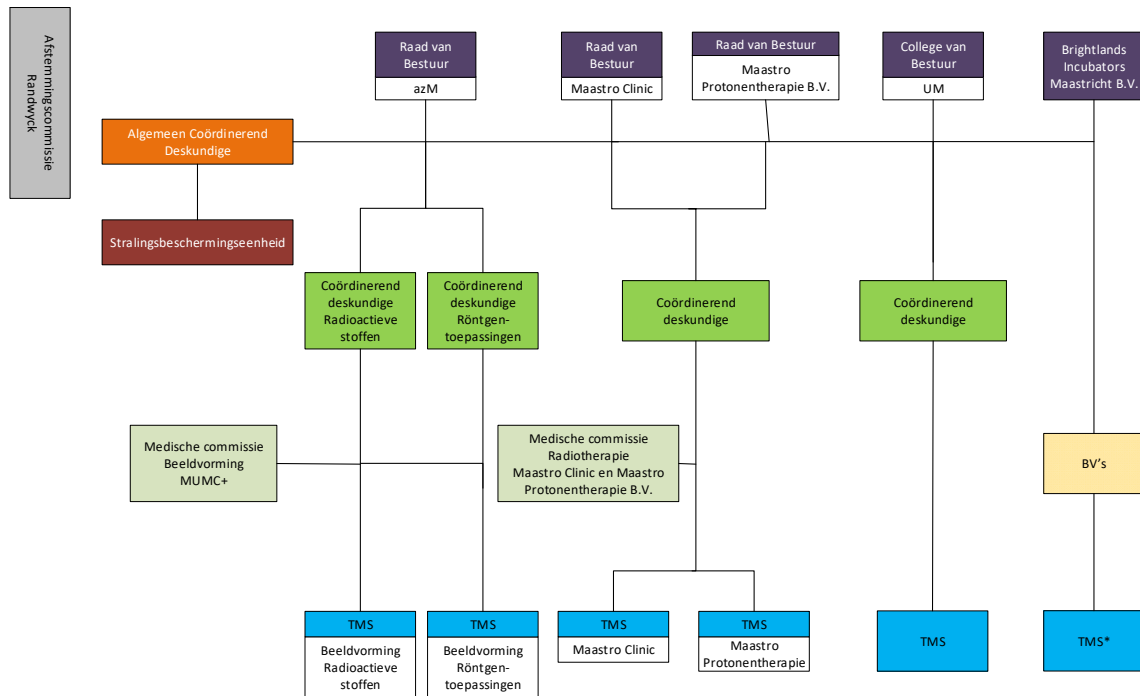 Afstemmingscommissie
Randwyck
Raad van
Bestuur
azM
Raad van
Bestuur
Maastro Clinic
Raad van Bestuur
Maastro
Protonentherapie B.V.
College van
Bestuur
UM
Brightlands
Incubators
Maastricht B.V.
Algemeen Coördinerend
Deskundige
Stralingsbeschermingseenheid
Coördinerend
deskundige
Radioactieve
stoffen
Coördinerend
deskundige
Röntgen-
toepassingen
Coördinerend
deskundige
Coördinerend
deskundige
Medische commissie
Beeldvorming
MUMC+
Medische commissie
Radiotherapie
Maastro Clinic en Maastro
Protonentherapie B.V.
BV's
TMS
Beeldvorming
Radioactieve
stoffen
TMS
Beeldvorming
Röntgen-
toepassingen
TMS
Maastro Clinic
TMS
Maastro
Protonentherapie
TMS
TMS*